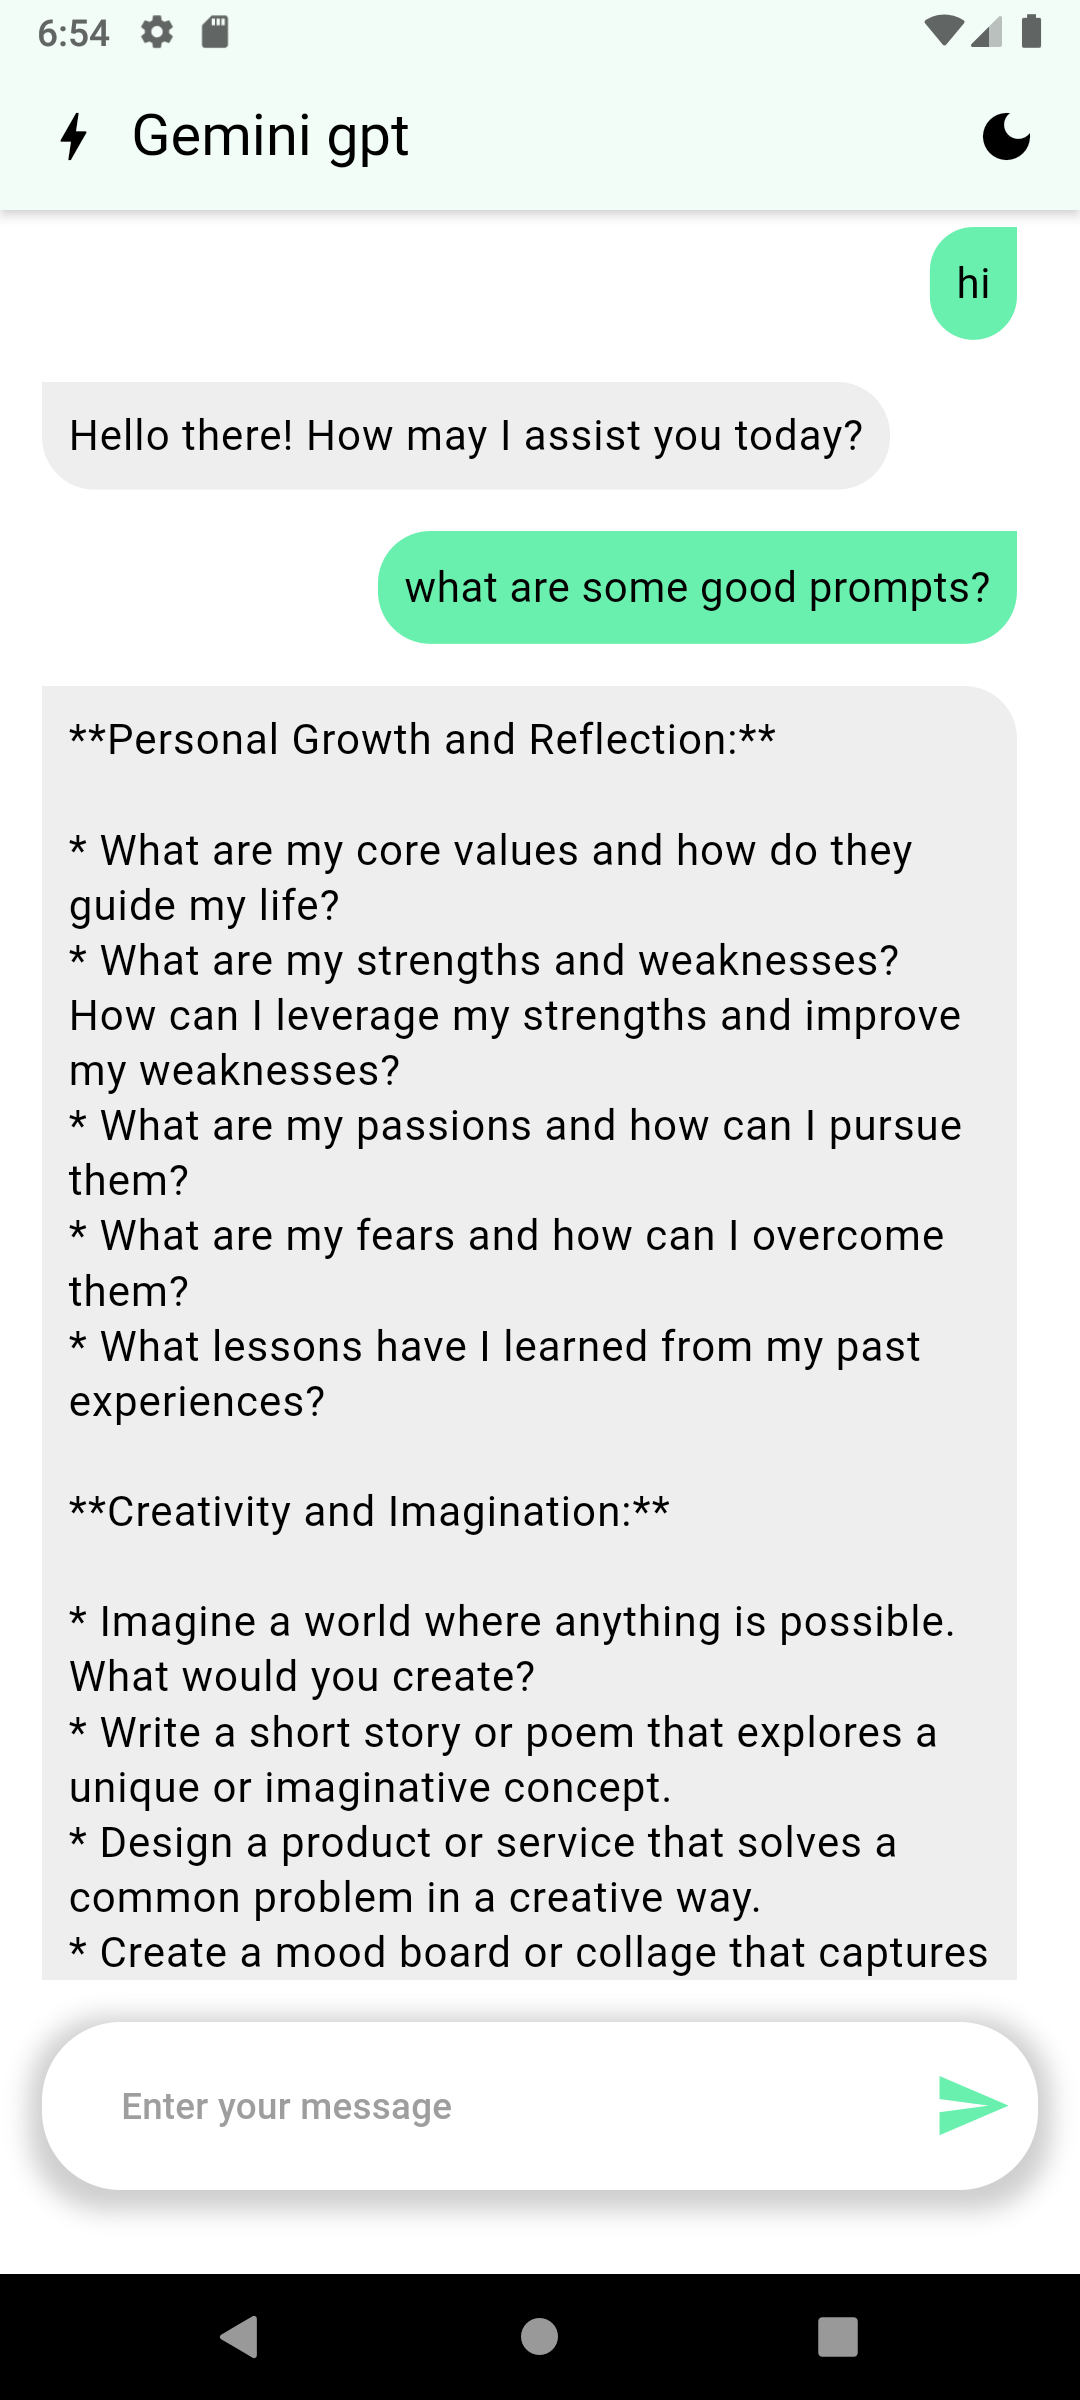 6:54
Gemini gpt
hi
Hello there! How may I assist you today?
what are some good prompts?
**Personal Growth and Reflection:**
* What are my core values and how do they
guide my life?
* What are my strengths and weaknesses?
How can I leverage my strengths and improve
my weaknesses?
* What are my passions and how can I pursue
them?
* What are my fears and how can I overcome
them?
* What lessons have I learned from my past
experiences?
**Creativity and Imagination:**
* Imagine a world where anything is possible.
What would you create?
* Write a short story or poem that explores a
unique or imaginative concept.
* Design a product or service that solves a
common problem in a creative way.
* Create a mood board or collage that captures
Enter your message